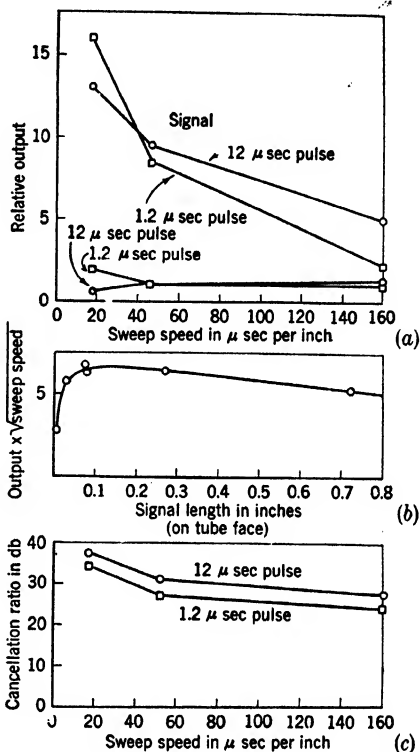 15
10
5
0
Relative output
Signal
12 μ sec pulse
1.2 μ sec pulse
12 μ sec pulse
1.2 μ sec pulse
0 20 40 60 80 100 120 140 160
Sweep speed in μ sec per inch
(a)
Output x √sweep speed
5
0.1 0.2 0.3 0.4 0.5 0.6 0.7 0.8
Signal length in inches
(on tube face)
(b)
Cancellation ratio in db
40
30
20
10
0
12 μ sec pulse
1.2 μ sec pulse
0 20 40 60 80 100 120 140 160
Sweep speed in μ sec per inch
(c)